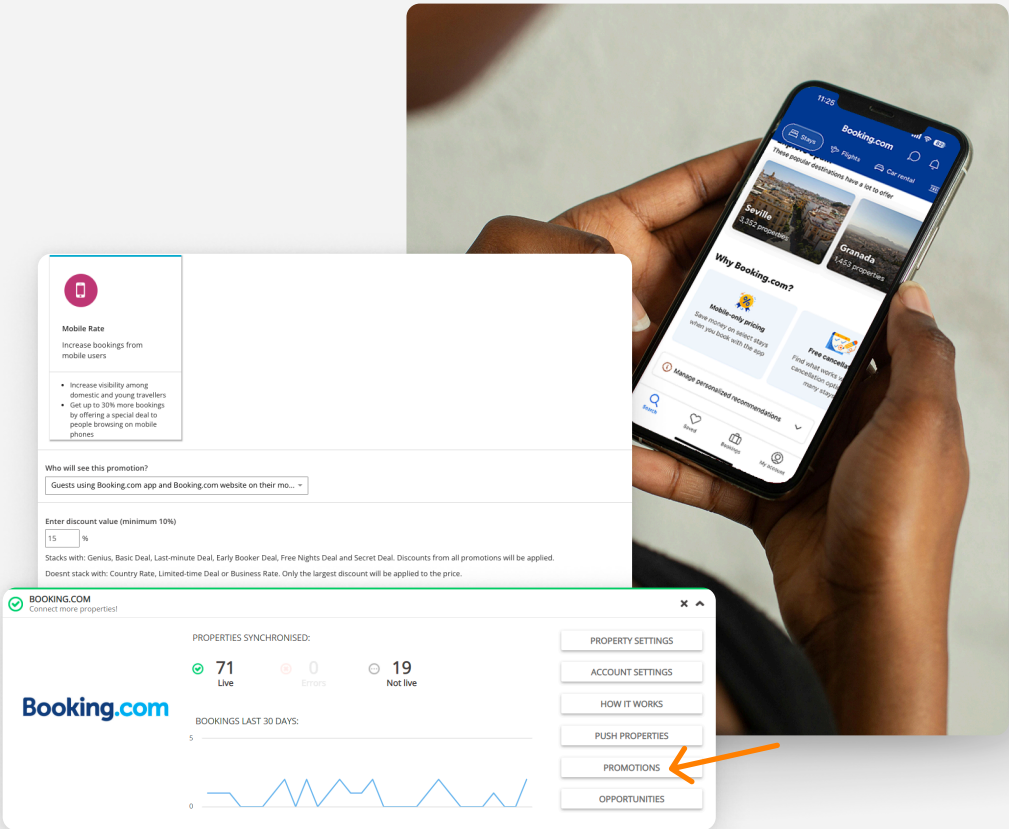 11:25
82
Booking.com
Stays
Flights
Car rental
These popular destinations have a lot to offer
Seville
3,352 properties
Granada
1,453 properties
Why Booking.com?
Mobile-only pricing
Save money on select stays
when you book with the app
Free cancella
Find what works
cancellation opti
many stays
Manage personalized recommendations
Search
Saved
Bookings
My account
Mobile Rate
Increase bookings from
mobile users
• Increase visibility among
domestic and young travellers
• Get up to 30% more bookings
by offering a special deal to
people browsing on mobile
phones
Who will see this promotion?
Guests using Booking.com app and Booking.com website on their mo...
Enter discount value (minimum 10%)
15 %
Stacks with: Genius, Basic Deal, Last-minute Deal, Early Booker Deal, Free Nights Deal and Secret Deal. Discounts from all promotions will be applied.
Doesnt stack with: Country Rate, Limited-time Deal or Business Rate. Only the largest discount will be applied to the price.
BOOKING.COM
Connect more properties!
Booking.com
PROPERTIES SYNCHRONISED:
71
Live
0
Errors
19
Not live
BOOKINGS LAST 30 DAYS:
5
0
PROPERTY SETTINGS
ACCOUNT SETTINGS
HOW IT WORKS
PUSH PROPERTIES
PROMOTIONS
OPPORTUNITIES